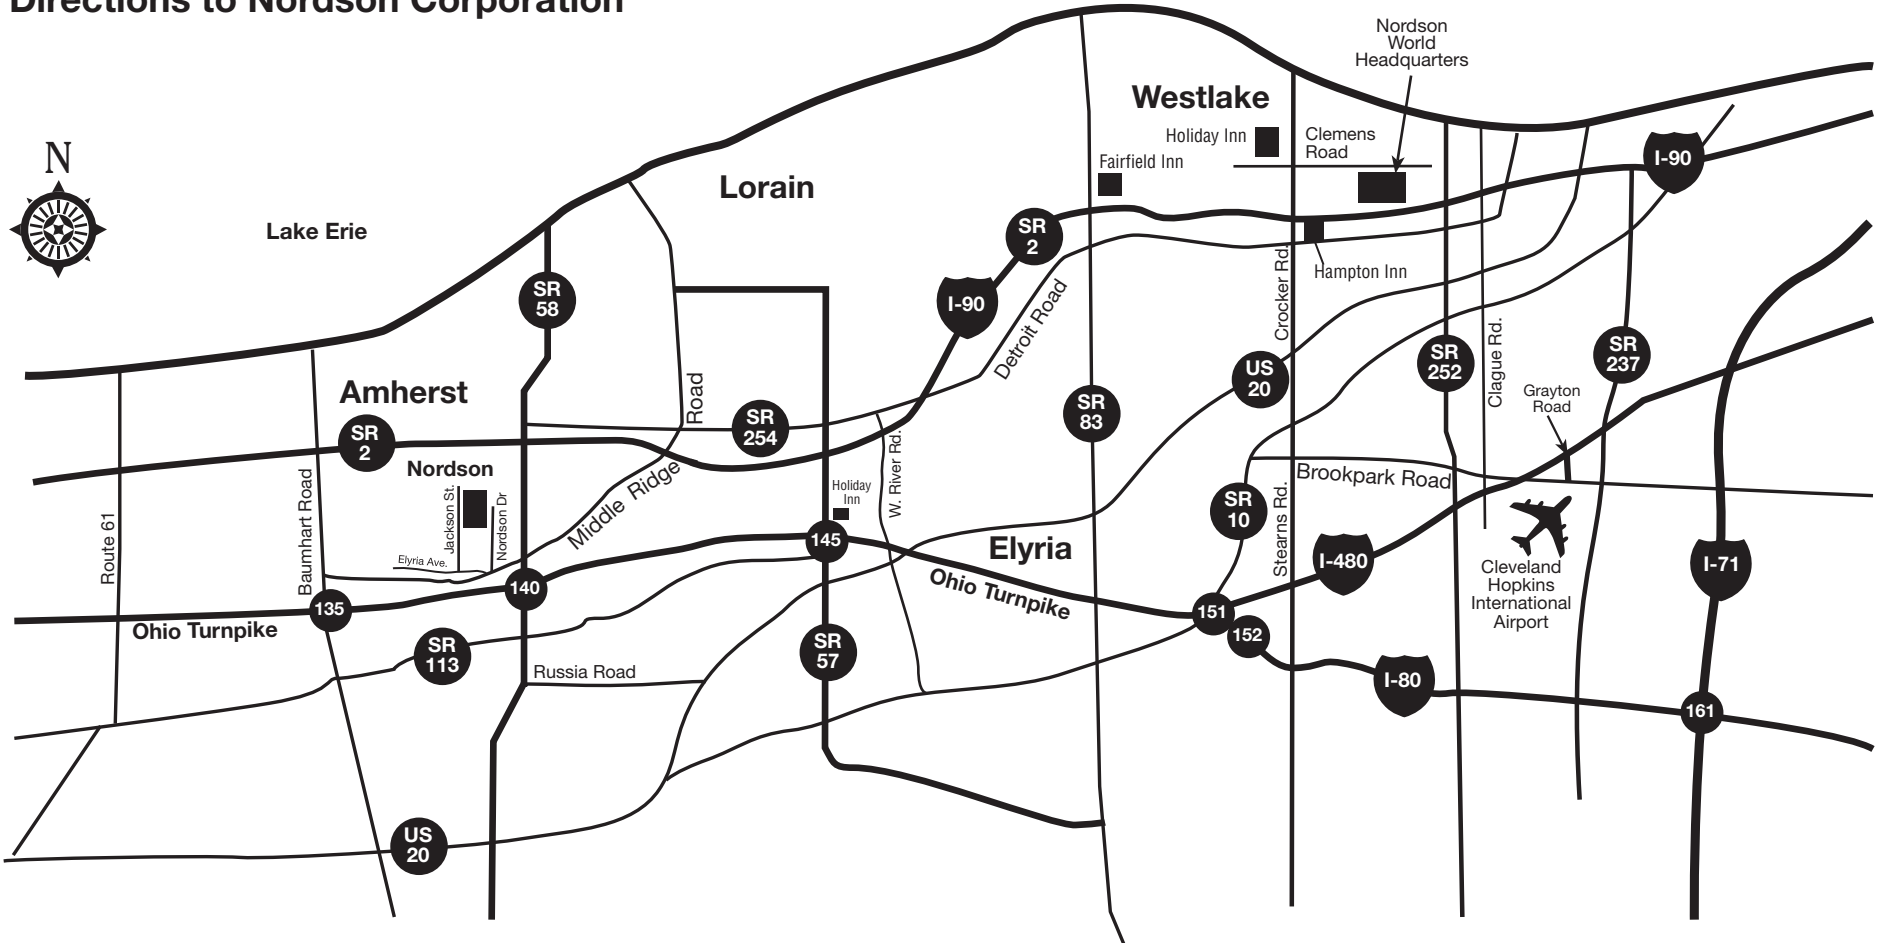 Directions to Nordson Corporation
Nordson
World
Headquarters
Westlake
Holiday Inn
Clemens
Road
Fairfield Inn
I-90
N
Lorain
Lake Erie
SR
2
Hampton Inn
Crocker Rd.
SR
58
I-90
Detroit Road
Clague Rd.
SR
237
SR
252
US
20
Amherst
Road
Grayton
Road
SR
83
SR
254
SR
2
W. River Rd.
Nordson
Middle Ridge
Brookpark Road
Holiday
Inn
Baumhart Road
Jackson St.
Nordson Dr
Route 61
SR
10
Stearns Rd.
145
Elyria
I-480
I-71
Elyria Ave.
Cleveland
Hopkins
International
Airport
140
Ohio Turnpike
135
151
Ohio Turnpike
152
SR
113
SR
57
Russia Road
I-80
161
US
20